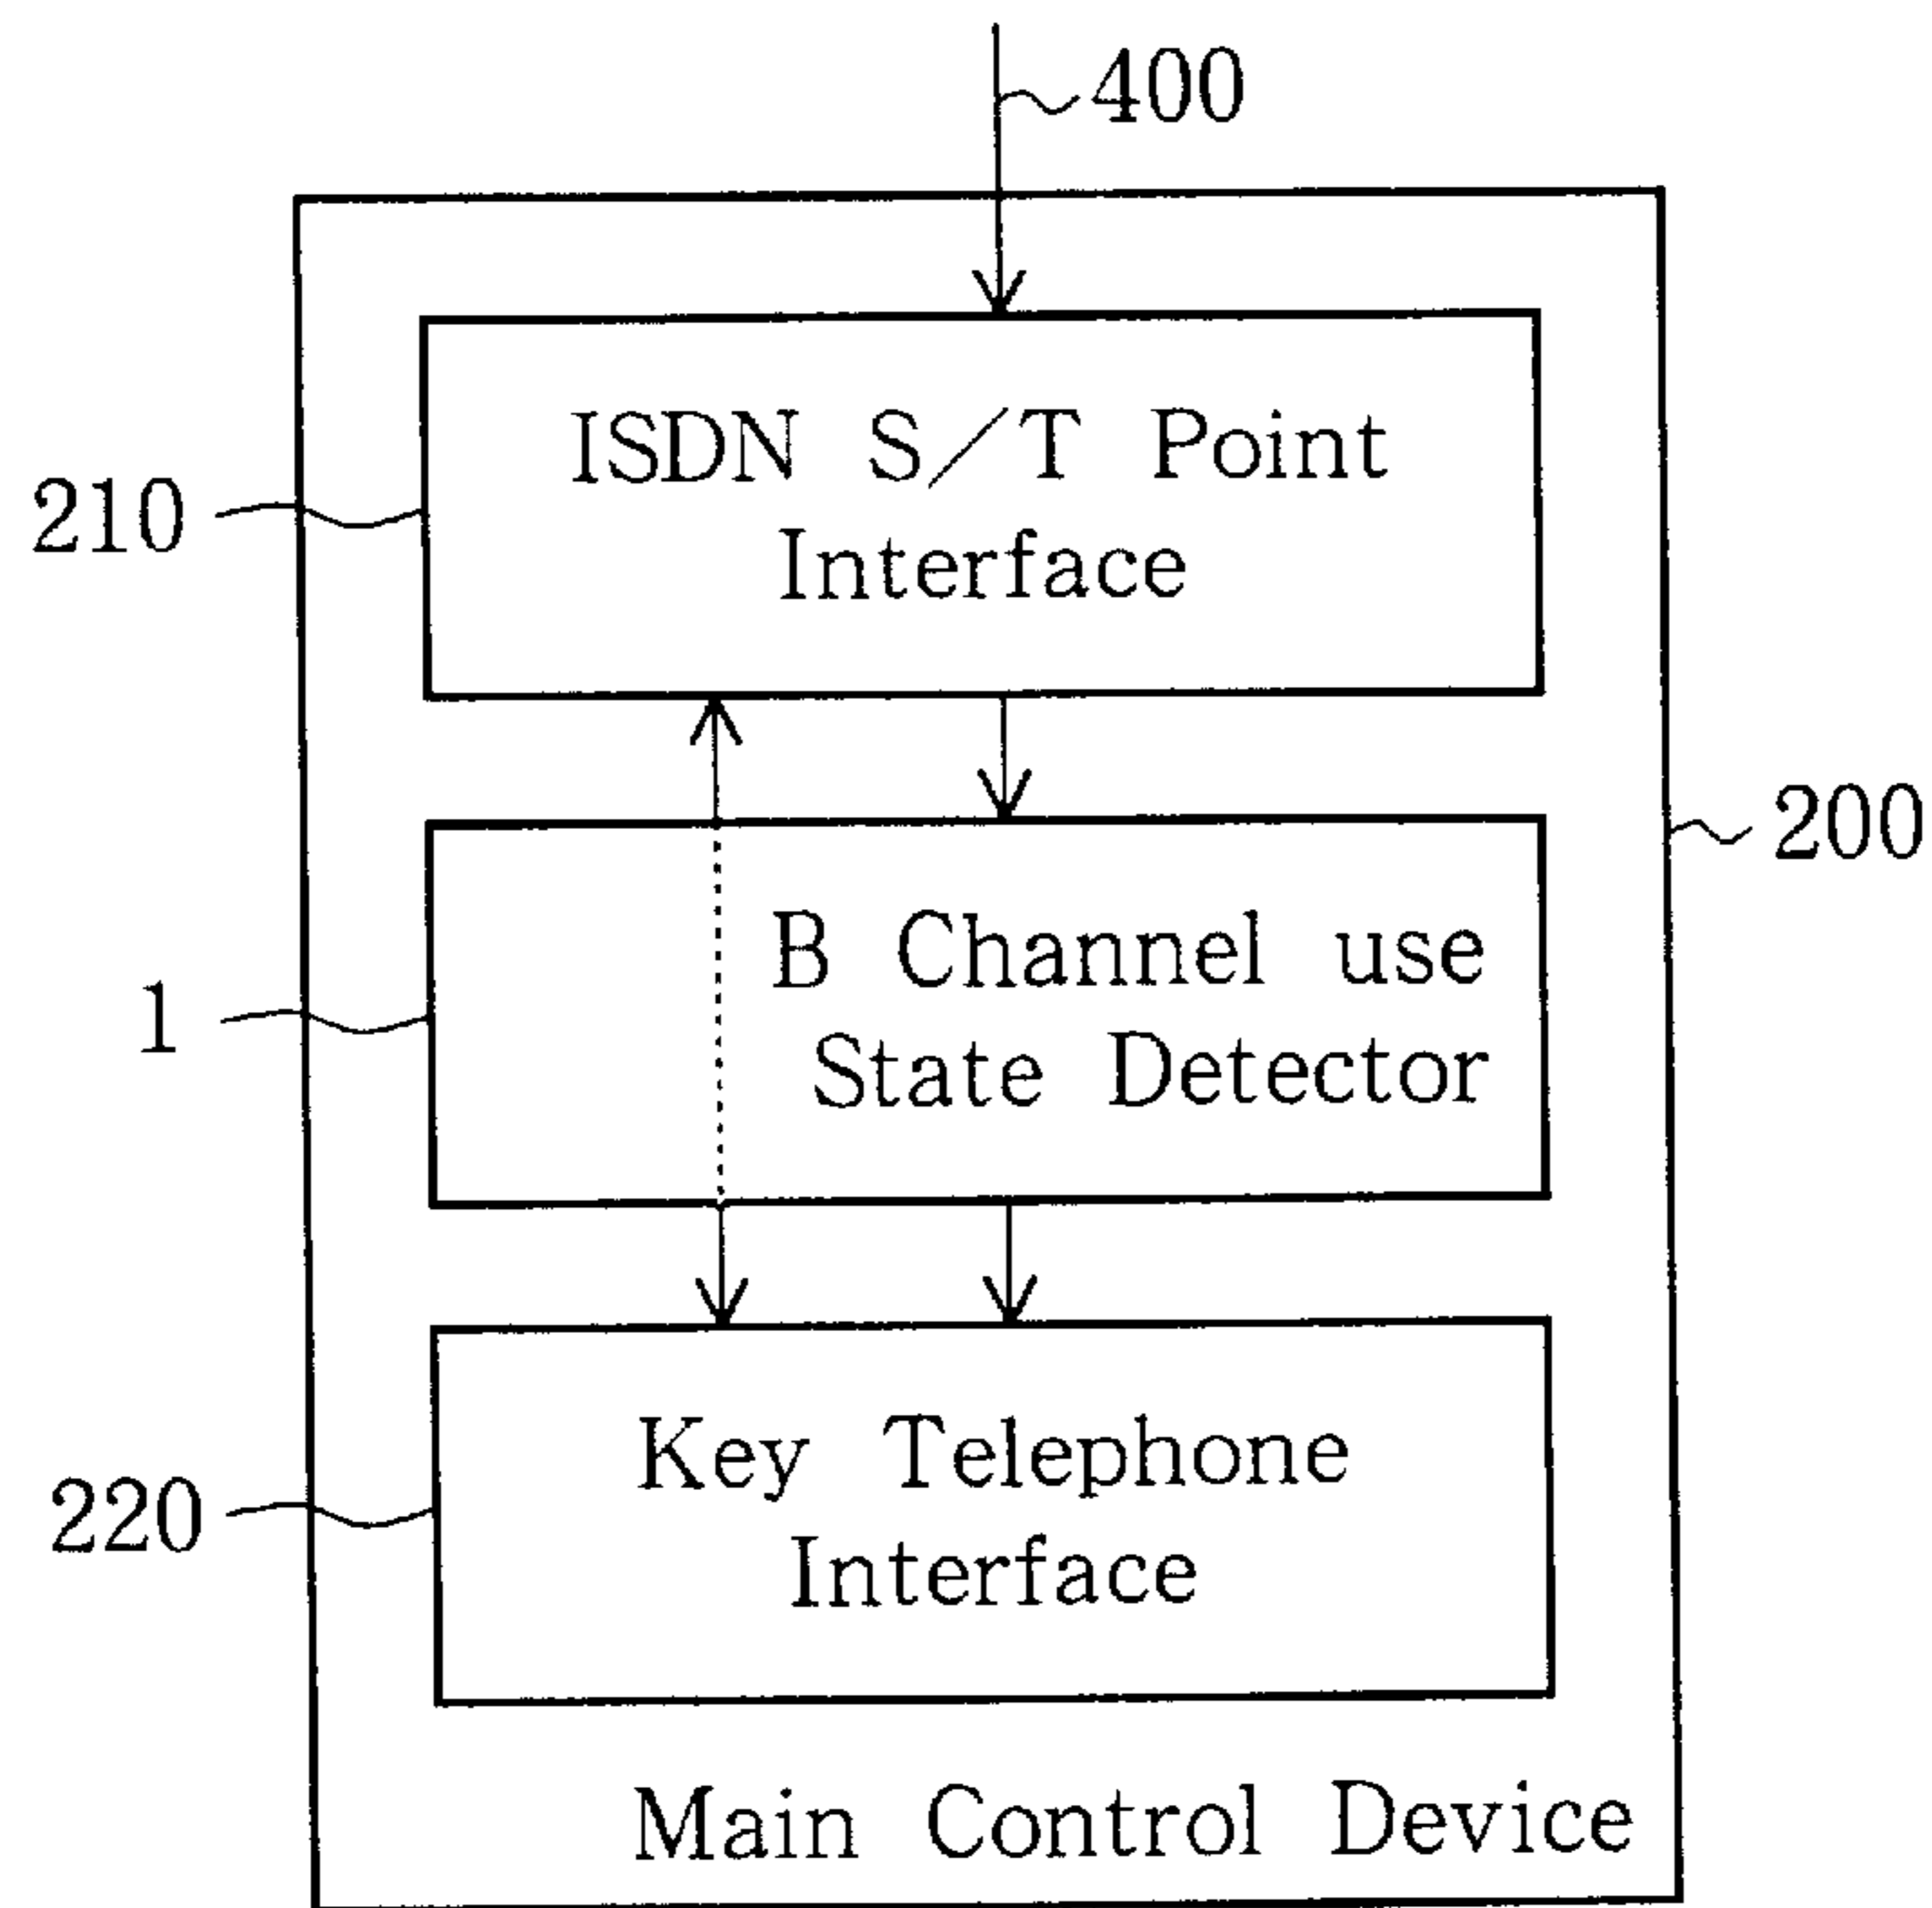 400
ISDN S/T Point
Interface
210
200
B Channel use
State Detector
1
Key Telephone
Interface
220
Main Control Device